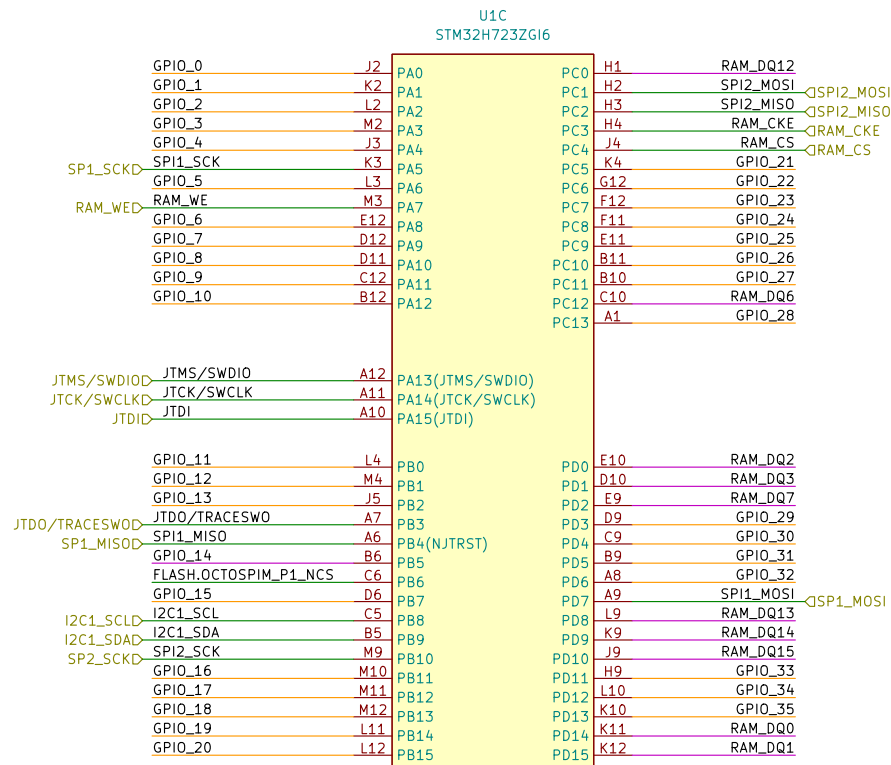 U1C
STM32H723ZGI6
GPIO_0 J2 PA0 PC0 H1 RAM_DQ12
GPIO_1 K2 PA1 PC1 H2 SPI2_MOSI SPI2_MOSI
GPIO_2 L2 PA2 PC2 H3 SPI2_MISO SPI2_MISO
GPIO_3 M2 PA3 PC3 H4 RAM_CKE RAM_CKE
GPIO_4 J3 PA4 PC4 J4 RAM_CS RAM_CS
SP1_SCK SPI1_SCK K3 PA5 PC5 K4 GPIO_21
GPIO_5 L3 PA6 PC6 G12 GPIO_22
RAM_WE RAM_WE M3 PA7 PC7 F12 GPIO_23
GPIO_6 E12 PA8 PC8 F11 GPIO_24
GPIO_7 D12 PA9 PC9 E11 GPIO_25
GPIO_8 D11 PA10 PC10 B11 GPIO_26
GPIO_9 C12 PA11 PC11 B10 GPIO_27
GPIO_10 B12 PA12 PC12 C10 RAM_DQ6
PC13 A1 GPIO_28
JTMS/SWDIO JTMS/SWDIO A12 PA13(JTMS/SWDIO)
JTCK/SWCLK JTCK/SWCLK A11 PA14(JTCK/SWCLK)
JTDI JTDI A10 PA15(JTDI)
GPIO_11 L4 PB0 PD0 E10 RAM_DQ2
GPIO_12 M4 PB1 PD1 D10 RAM_DQ3
GPIO_13 J5 PB2 PD2 E9 RAM_DQ7
JTDO/TRACESWO JTDO/TRACESWO A7 PB3 PD3 D9 GPIO_29
SP1_MISO SPI1_MISO A6 PB4(NJTRST) PD4 C9 GPIO_30
GPIO_14 B6 PB5 PD5 B9 GPIO_31
FLASH.OCTOSPIM_P1_NCS C6 PB6 PD6 A8 GPIO_32
GPIO_15 D6 PB7 PD7 A9 SPI1_MOSI SP1_MOSI
I2C1_SCL I2C1_SCL C5 PB8 PD8 L9 RAM_DQ13
I2C1_SDA I2C1_SDA B5 PB9 PD9 K9 RAM_DQ14
SP2_SCK SPI2_SCK M9 PB10 PD10 J9 RAM_DQ15
GPIO_16 M10 PB11 PD11 H9 GPIO_33
GPIO_17 M11 PB12 PD12 L10 GPIO_34
GPIO_18 M12 PB13 PD13 K10 GPIO_35
GPIO_19 L11 PB14 PD14 K11 RAM_DQ0
GPIO_20 L12 PB15 PD15 K12 RAM_DQ1